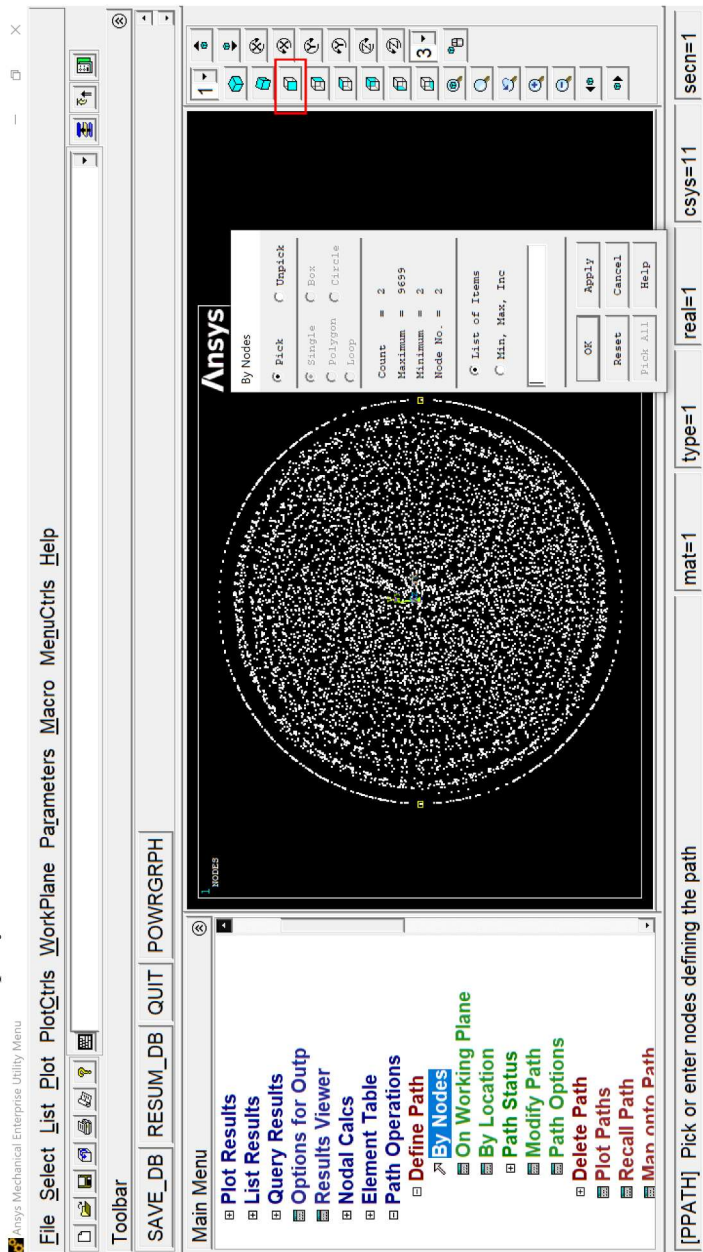 Ansys Mechanical Enterprise Utility Menu
File Select List Plot PlotCtrls WorkPlane Parameters Macro MenuCtrls Help
Toolbar
SAVE_DB RESUM_DB QUIT POWRGRPH
Main Menu
Plot Results
List Results
Query Results
Options for Outp
Results Viewer
Nodal Calcs
Element Table
Path Operations
Define Path
By Nodes
On Working Plane
By Location
Path Status
Modify Path
Path Options
Delete Path
Plot Paths
Recall Path
Map onto Path
1
NODES
Ansys
By Nodes
Pick Unpick
Single Box
Polygon Circle
Loop
Count = 2
Maximum = 9699
Minimum = 2
Node No. = 2
List of Items
Min, Max, Inc
OK Apply
Reset Cancel
Pick All Help
1
3
[PPATH] Pick or enter nodes defining the path
mat=1 type=1 real=1 csys=11 secn=1